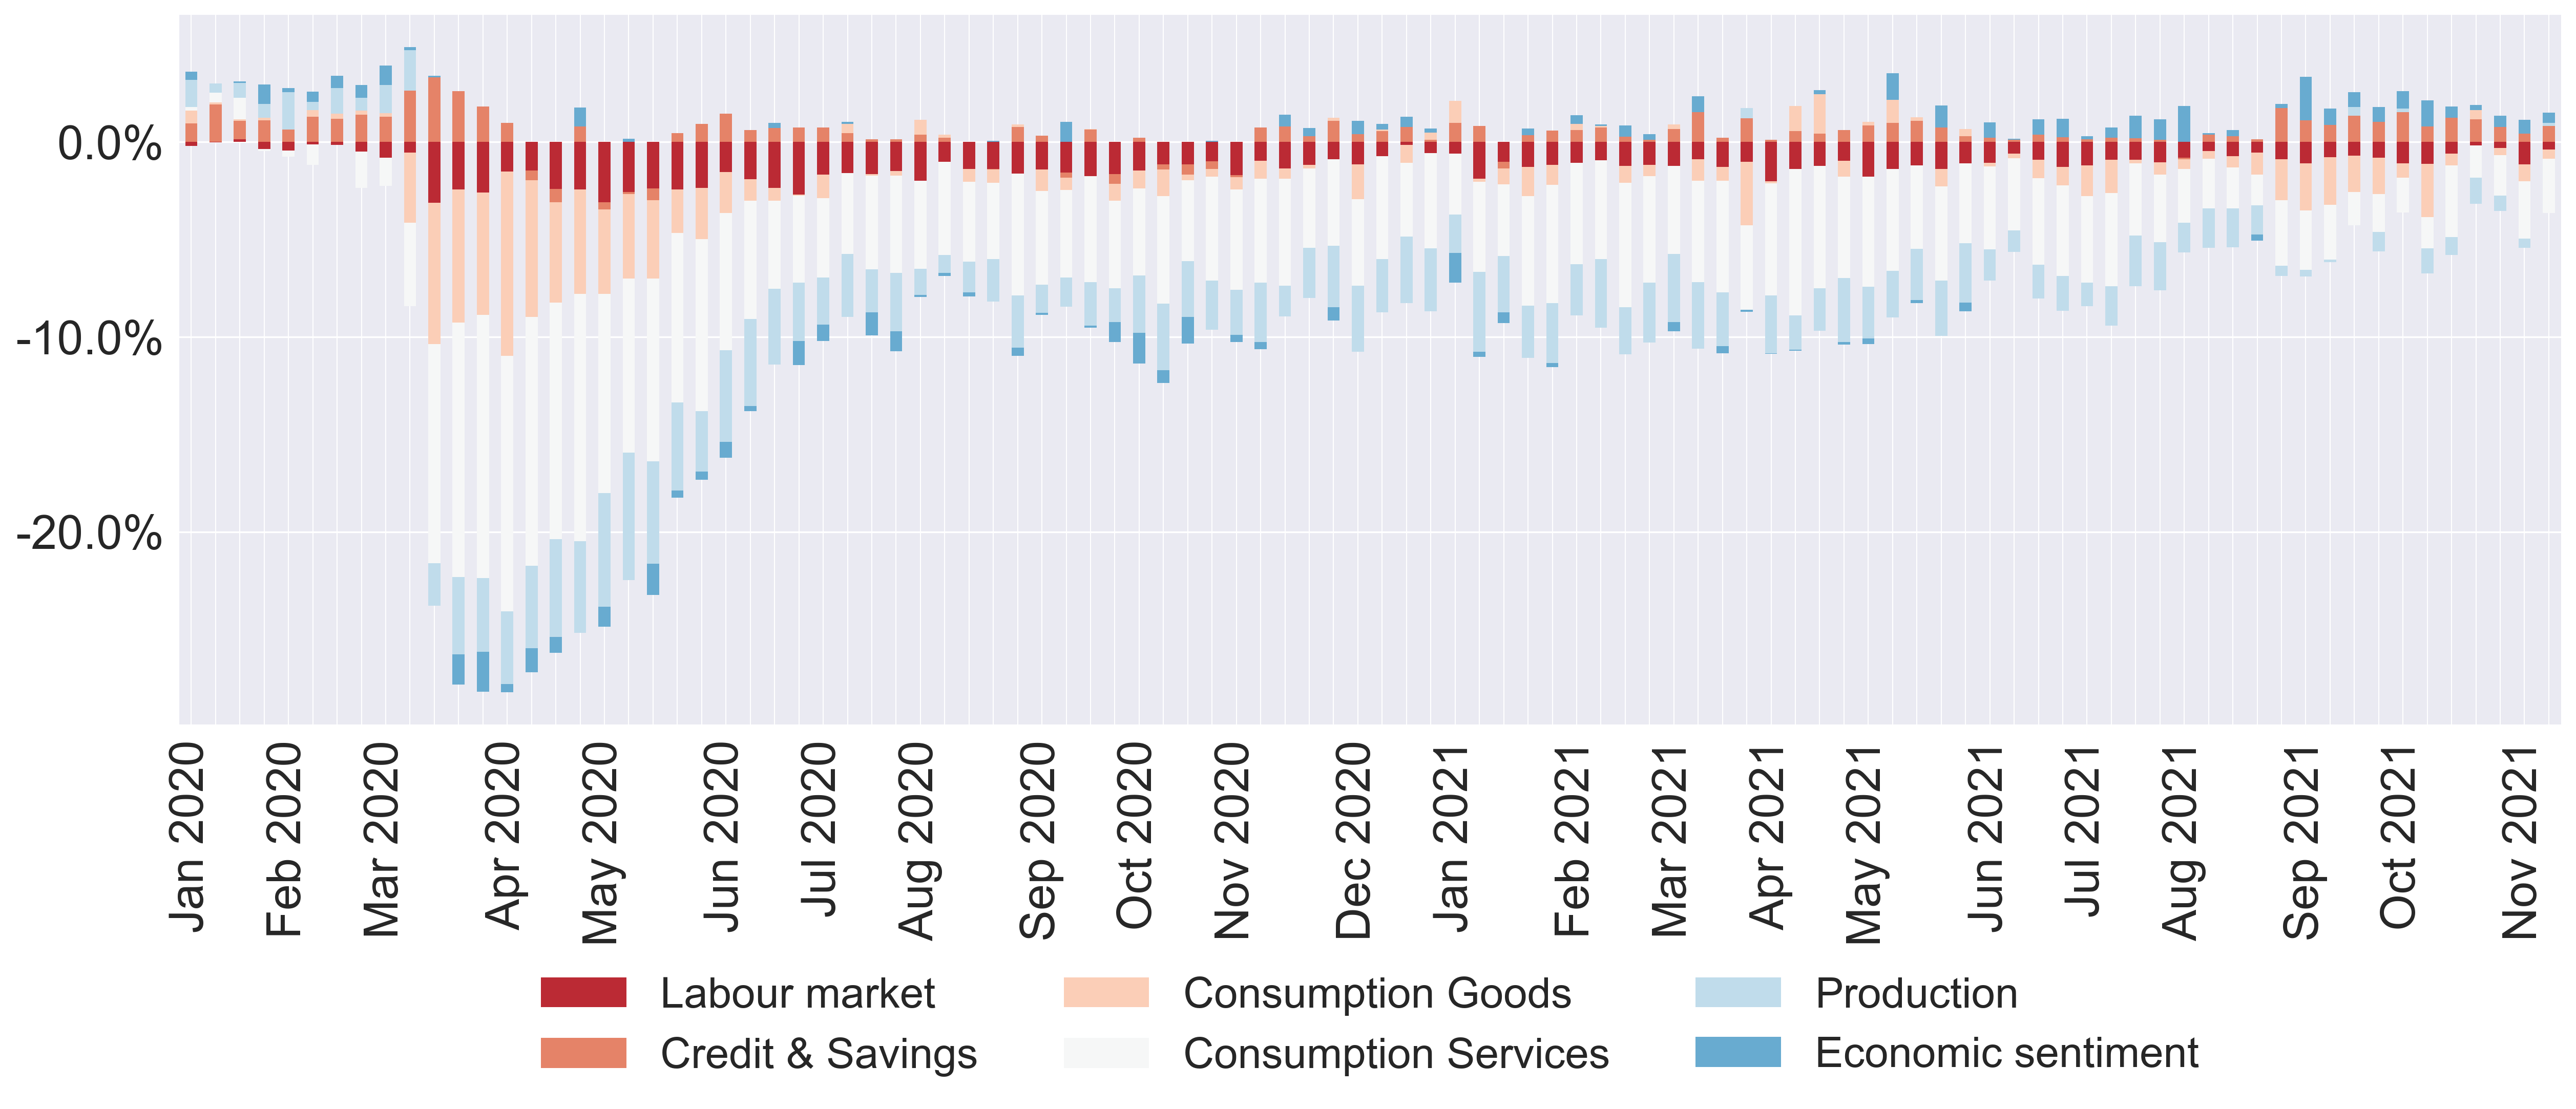 0.0%
-10.0%
-20.0%
Jan 2020
Feb 2020
Mar 2020
Apr 2020
May 2020
Jun 2020
Jul 2020
Aug 2020
Sep 2020
Oct 2020
Nov 2020
Dec 2020
Jan 2021
Feb 2021
Mar 2021
Apr 2021
May 2021
Jun 2021
Jul 2021
Aug 2021
Sep 2021
Oct 2021
Nov 2021
Labour market
Consumption Goods
Production
Credit & Savings
Consumption Services
Economic sentiment